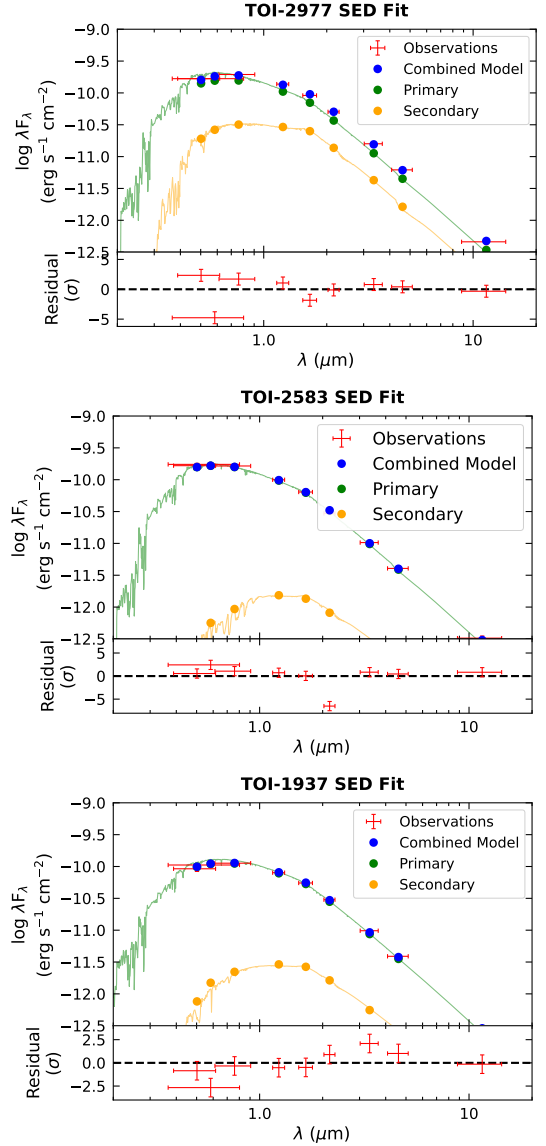 TOI-2977 SED Fit
−9.0
−9.5
−10.0
−10.5
−11.0
−11.5
−12.0
−12.5
log λF_λ
(erg s⁻¹ cm⁻²)
Observations
Combined Model
Primary
Secondary
5
0
−5
Residual
(σ)
1.0
10
λ (μm)
TOI-2583 SED Fit
−9.0
−9.5
−10.0
−10.5
−11.0
−11.5
−12.0
−12.5
log λF_λ
(erg s⁻¹ cm⁻²)
Observations
Combined Model
Primary
Secondary
5
0
−5
Residual
(σ)
1.0
10
λ (μm)
TOI-1937 SED Fit
−9.0
−9.5
−10.0
−10.5
−11.0
−11.5
−12.0
−12.5
log λF_λ
(erg s⁻¹ cm⁻²)
Observations
Combined Model
Primary
Secondary
2.5
0.0
−2.5
Residual
(σ)
1.0
10
λ (μm)